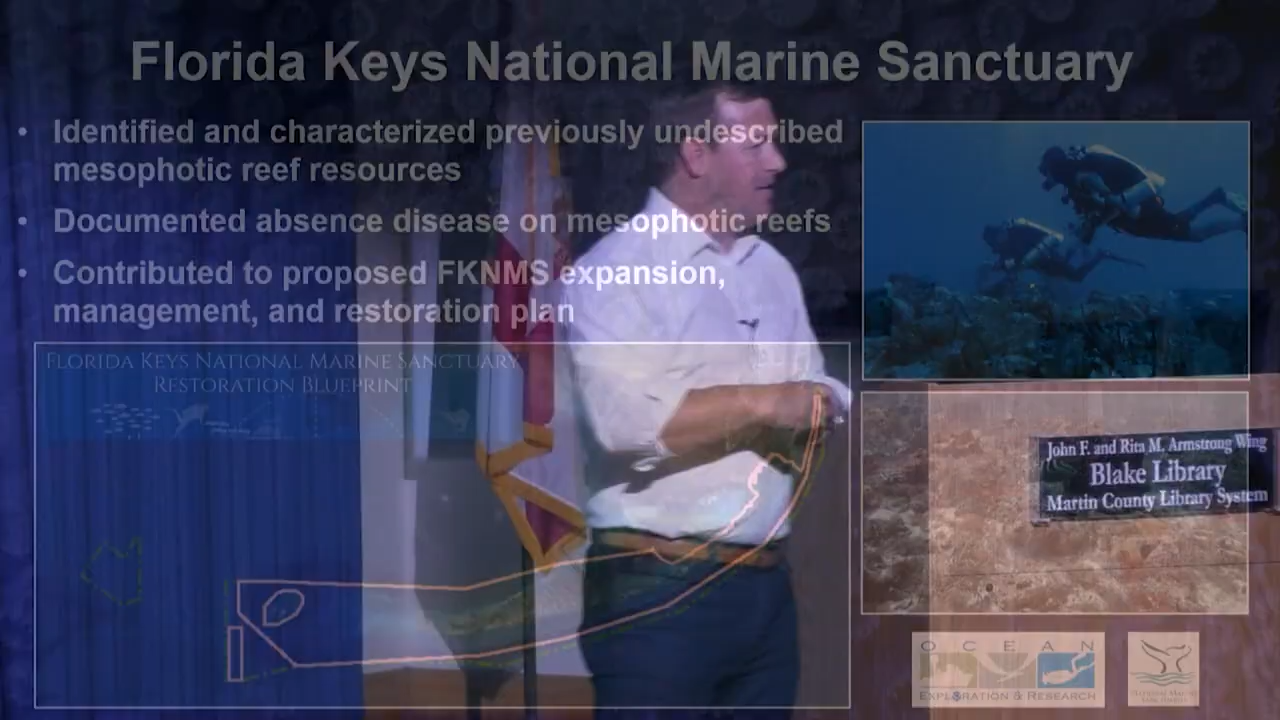 Florida Keys National Marine Sanctuary
• Identified and characterized previously undescribed
mesophotic reef resources
• Documented absence disease on mesophotic reefs
• Contributed to proposed FKNMS expansion,
management, and restoration plan
FLORIDA KEYS NATIONAL MARINE SANCTUARY
RESTORATION BLUEPRINT
John F. and Rita M. Armstrong Wing
Blake Library
Martin County Library System
OCEAN
EXPLORATION & RESEARCH